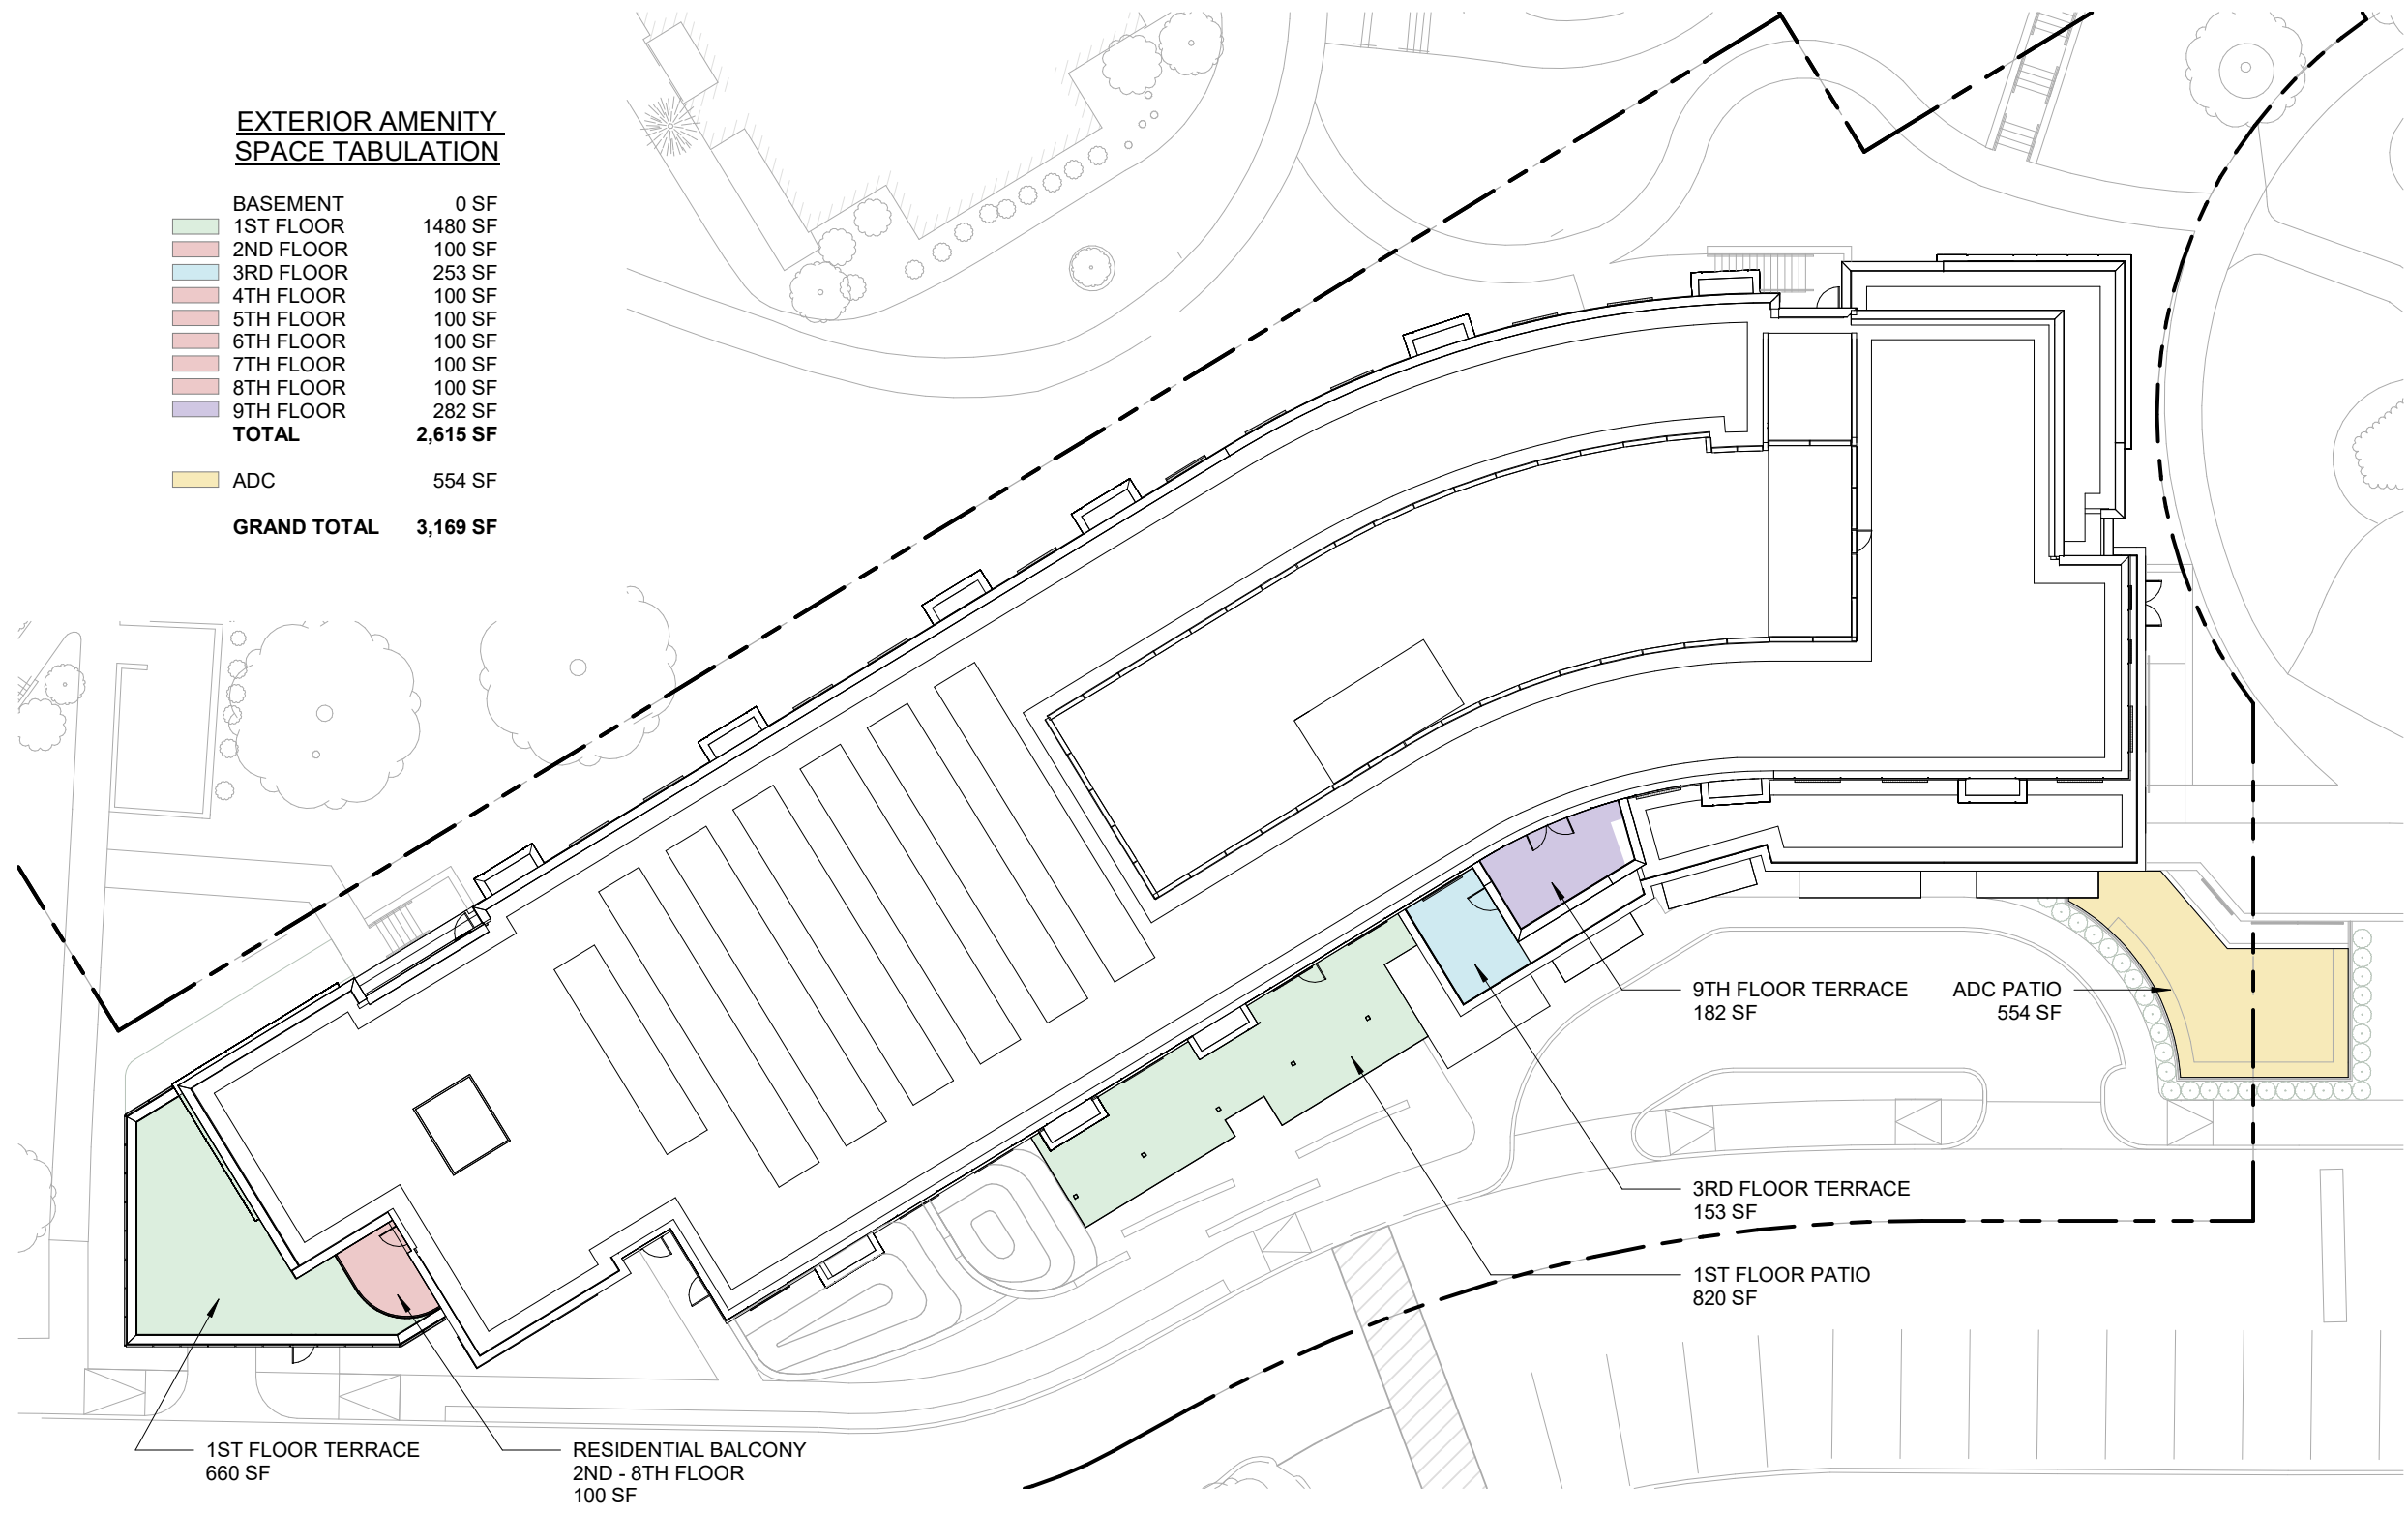 EXTERIOR AMENITY
SPACE TABULATION
BASEMENT 0 SF
1ST FLOOR 1480 SF
2ND FLOOR 100 SF
3RD FLOOR 253 SF
4TH FLOOR 100 SF
5TH FLOOR 100 SF
6TH FLOOR 100 SF
7TH FLOOR 100 SF
8TH FLOOR 100 SF
9TH FLOOR 282 SF
TOTAL 2,615 SF
ADC 554 SF
GRAND TOTAL 3,169 SF
9TH FLOOR TERRACE
182 SF
ADC PATIO
554 SF
3RD FLOOR TERRACE
153 SF
1ST FLOOR PATIO
820 SF
1ST FLOOR TERRACE
660 SF
RESIDENTIAL BALCONY
2ND - 8TH FLOOR
100 SF